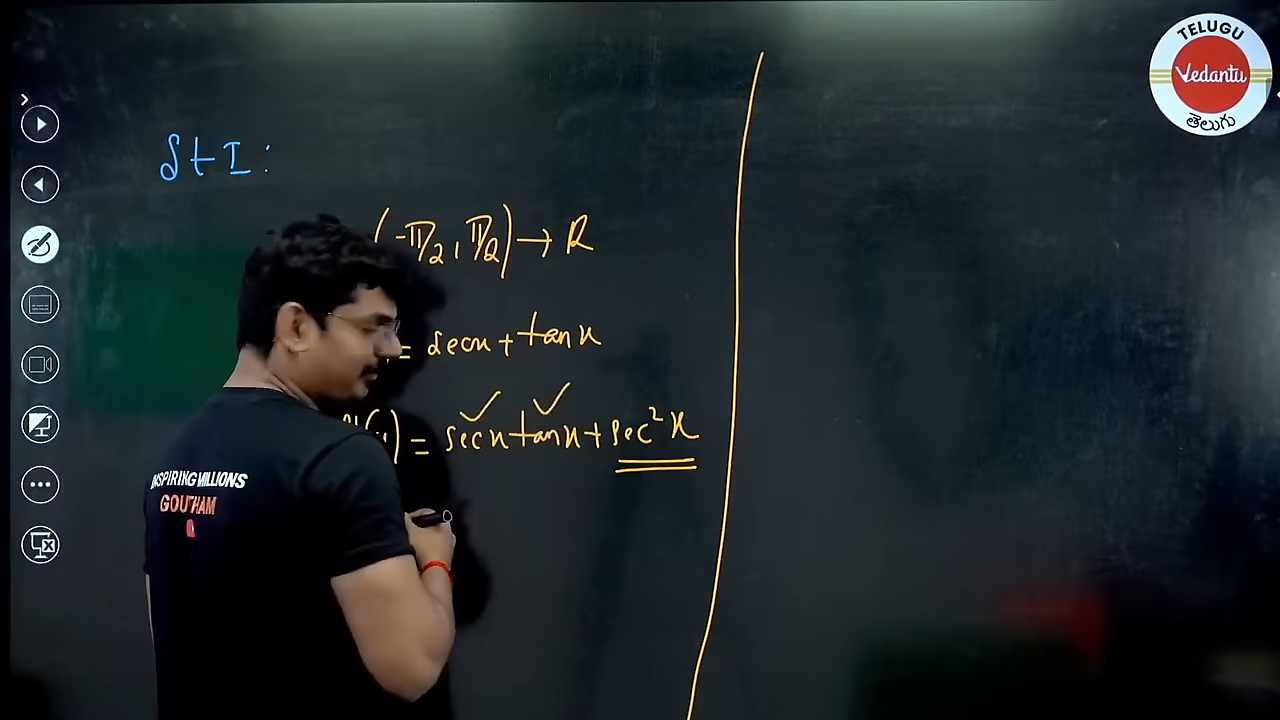 TELUGU
Vedantu
తెలుగు
St I :
(-π/2, π/2) → R
= secx + tanx
) = secx tanx + sec²x
INSPIRING MILLIONS
GOUTHAM